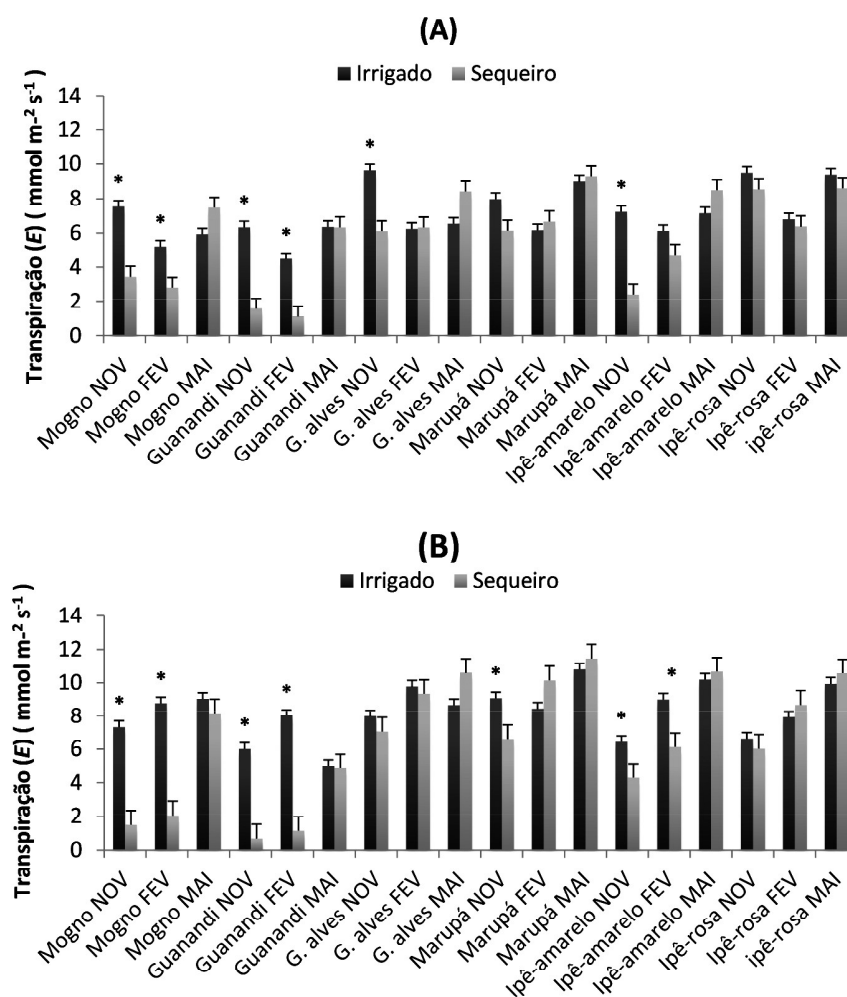 (A)
Irrigado Sequeiro
Transpiração (E) ( mmol m-² s⁻¹ )
14
12
10
8
6
4
2
0
* * * * * *
Mogno NOV
Mogno FEV
Mogno MAI
Guanandi NOV
Guanandi FEV
Guanandi MAI
G. alves NOV
G. alves FEV
G. alves MAI
Marupá NOV
Marupá FEV
Marupá MAI
Ipê-amarelo NOV
Ipê-amarelo FEV
Ipê-amarelo MAI
Ipê-rosa NOV
Ipê-rosa FEV
ipê-rosa MAI
(B)
Irrigado Sequeiro
Transpiração (E) ( mmol m-² s⁻¹ )
14
12
10
8
6
4
2
0
* * * * * * *
Mogno NOV
Mogno FEV
Mogno MAI
Guanandi NOV
Guanandi FEV
Guanandi MAI
G. alves NOV
G. alves FEV
G. alves MAI
Marupá NOV
Marupá FEV
Marupá MAI
Ipê-amarelo NOV
Ipê-amarelo FEV
Ipê-amarelo MAI
Ipê-rosa NOV
Ipê-rosa FEV
ipê-rosa MAI